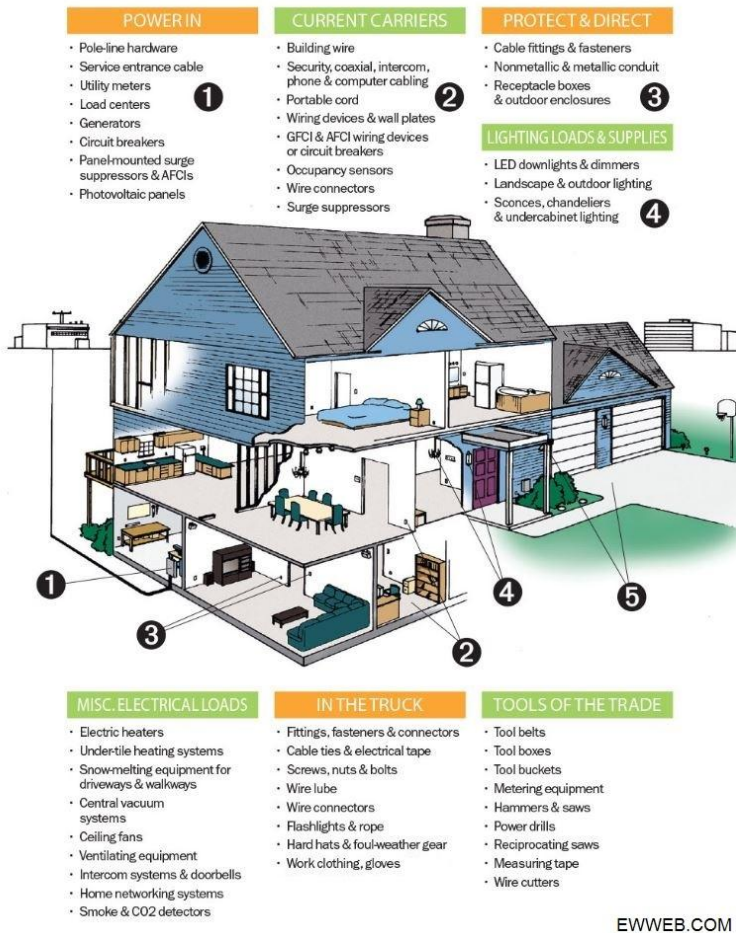 POWER IN
· Pole-line hardware
· Service entrance cable
· Utility meters
· Load centers
· Generators
· Circuit breakers
· Panel-mounted surge
suppressors & AFCIs
· Photovoltaic panels
1
CURRENT CARRIERS
· Building wire
· Security, coaxial, intercom,
phone & computer cabling
· Portable cord
· Wiring devices & wall plates
· GFCI & AFCI wiring devices
or circuit breakers
· Occupancy sensors
· Wire connectors
· Surge suppressors
2
PROTECT & DIRECT
· Cable fittings & fasteners
· Nonmetallic & metallic conduit
· Receptacle boxes
& outdoor enclosures
3
LIGHTING LOADS & SUPPLIES
· LED downlights & dimmers
· Landscape & outdoor lighting
· Sconces, chandeliers
& undercabinet lighting
4
1
3
2
4
5
MISC. ELECTRICAL LOADS
· Electric heaters
· Under-tile heating systems
· Snow-melting equipment for
driveways & walkways
· Central vacuum
systems
· Ceiling fans
· Ventilating equipment
· Intercom systems & doorbells
· Home networking systems
· Smoke & CO2 detectors
IN THE TRUCK
· Fittings, fasteners & connectors
· Cable ties & electrical tape
· Screws, nuts & bolts
· Wire lube
· Wire connectors
· Flashlights & rope
· Hard hats & foul-weather gear
· Work clothing, gloves
TOOLS OF THE TRADE
· Tool belts
· Tool boxes
· Tool buckets
· Metering equipment
· Hammers & saws
· Power drills
· Reciprocating saws
· Measuring tape
· Wire cutters
EWWEB.COM